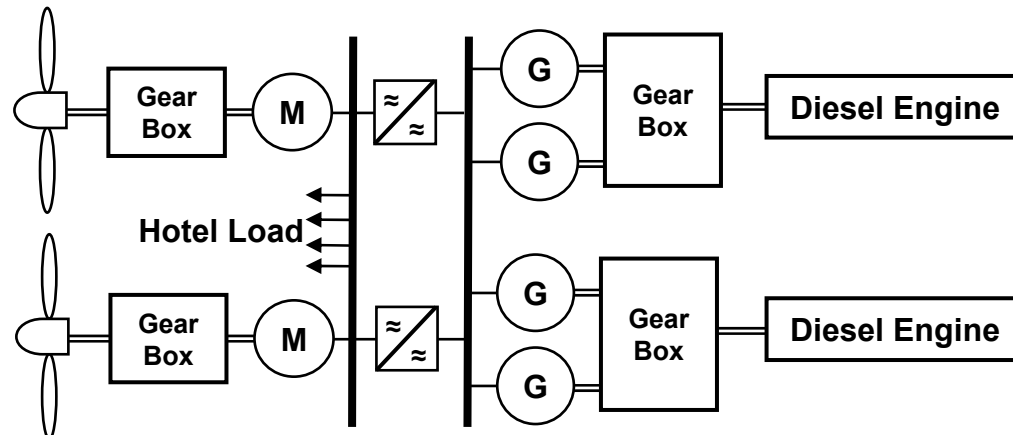 Gear
Box
M
≈
≈
G
G
Gear
Box
Diesel Engine
Hotel Load
Gear
Box
M
≈
≈
G
G
Gear
Box
Diesel Engine